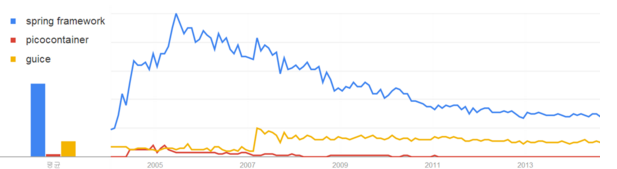 spring framework
picocontainer
guice
평균
2005
2007
2009
2011
2013